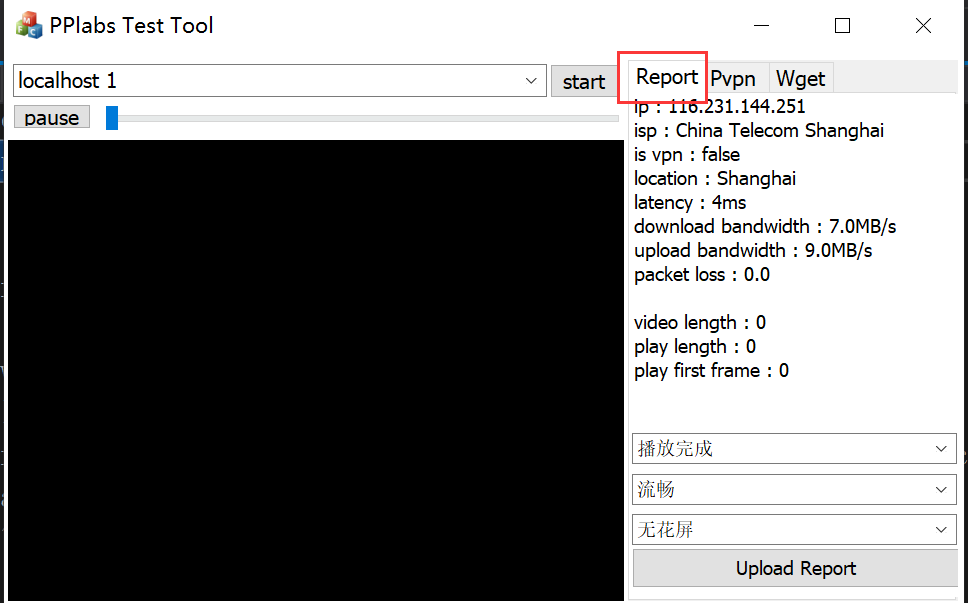 PPlabs Test Tool
localhost 1
start
pause
Report
Pvpn
Wget
ip : 116.231.144.251
isp : China Telecom Shanghai
is vpn : false
location : Shanghai
latency : 4ms
download bandwidth : 7.0MB/s
upload bandwidth : 9.0MB/s
packet loss : 0.0
video length : 0
play length : 0
play first frame : 0
播放完成
流畅
无花屏
Upload Report